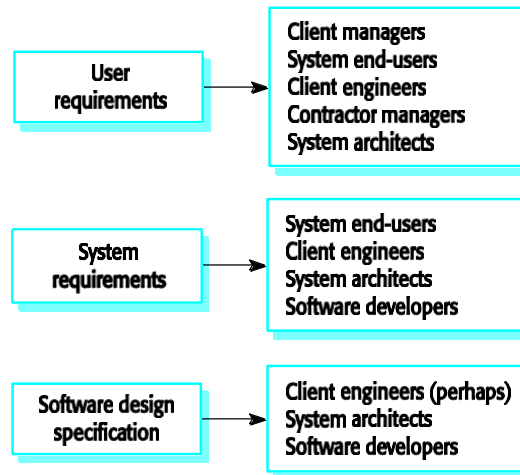 User
requirements
Client managers
System end-users
Client engineers
Contractor managers
System architects
System
requirements
System end-users
Client engineers
System architects
Software developers
Software design
specification
Client engineers (perhaps)
System architects
Software developers